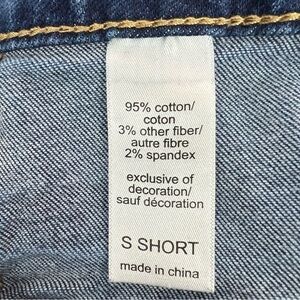 95% cotton/
coton
3% other fiber/
autre fibre
2% spandex
exclusive of
decoration/
sauf décoration
S SHORT
made in china